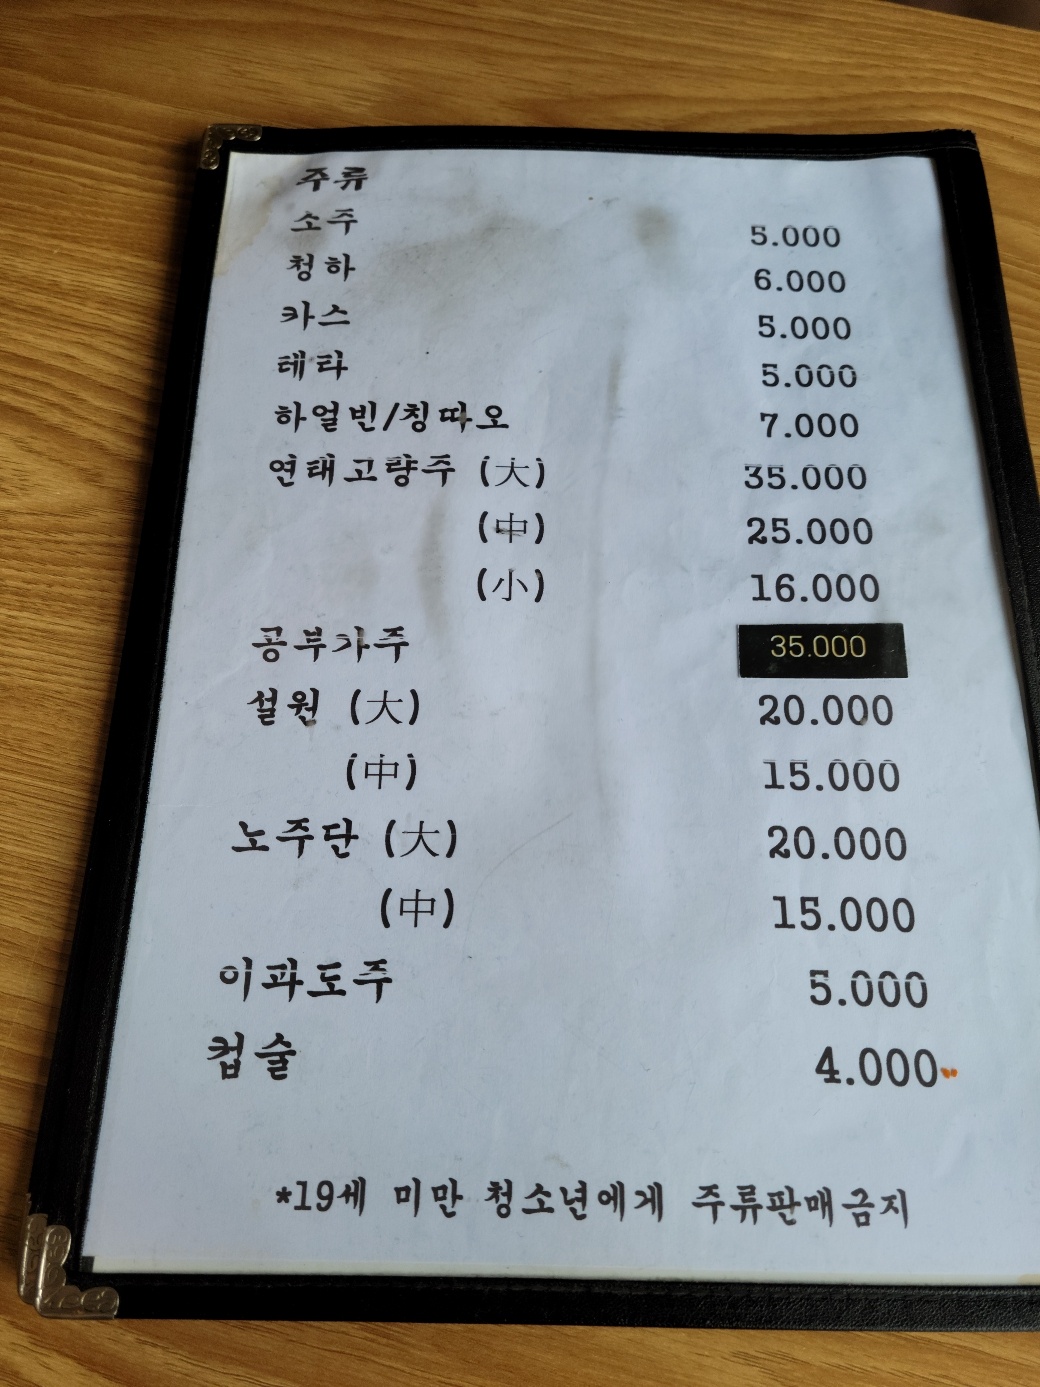 주류
소주 5.000
청하 6.000
카스 5.000
테라 5.000
하얼빈/칭따오 7.000
연태고량주 (大) 35.000
(中) 25.000
(小) 16.000
공부가주 35.000
설원 (大) 20.000
(中) 15.000
노주단 (大) 20.000
(中) 15.000
이과도주 5.000
컵술 4.000
*19세 미만 청소년에게 주류판매금지